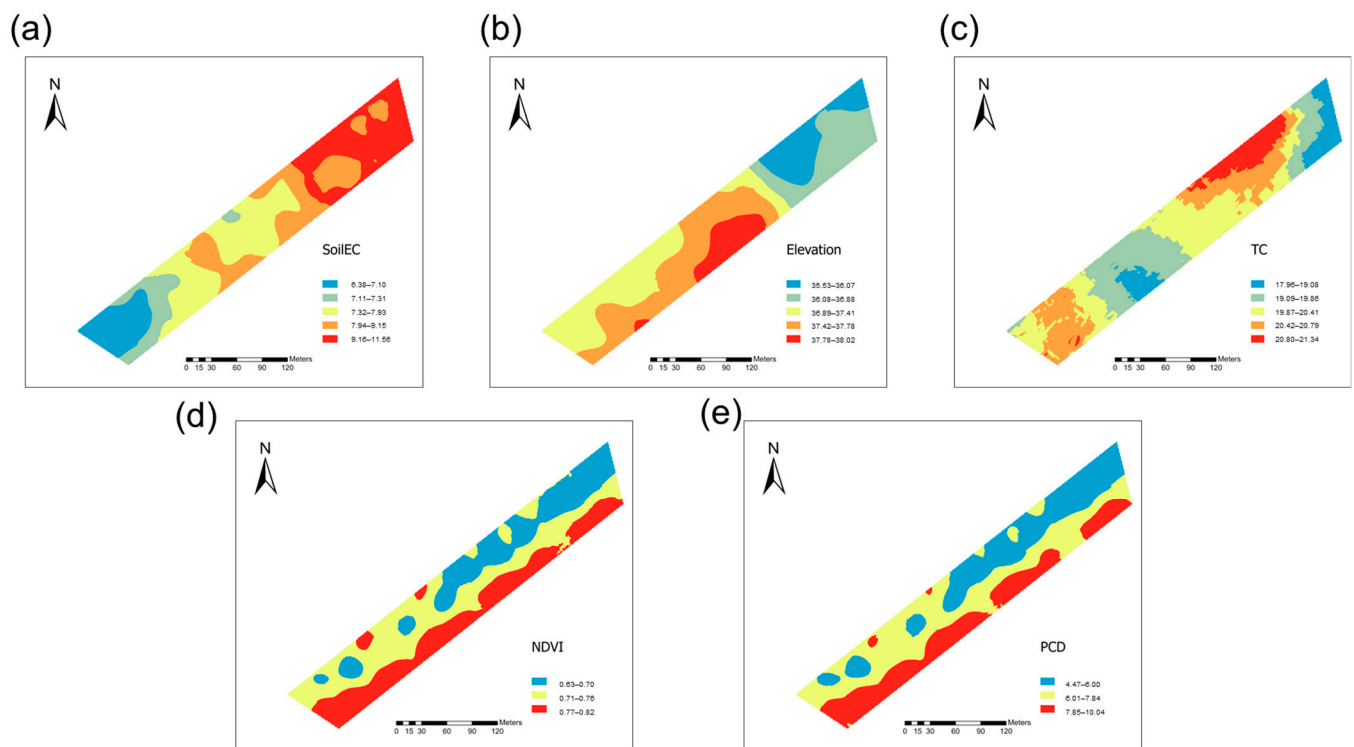 (a)
N
SoilEC
6.38–7.10
7.11–7.31
7.32–7.93
7.94–9.15
9.16–11.56
Meters
0 15 30 60 90 120
(b)
N
Elevation
35.53–36.07
36.08–36.88
36.89–37.41
37.42–37.78
37.78–38.02
Meters
0 15 30 60 90 120
(c)
N
TC
17.96–19.08
19.09–19.86
19.87–20.41
20.42–20.79
20.80–21.34
Meters
0 15 30 60 90 120
(d)
N
NDVI
0.63–0.70
0.71–0.76
0.77–0.82
Meters
0 15 30 60 90 120
(e)
N
PCD
4.47–6.00
6.01–7.84
7.85–10.04
Meters
0 15 30 60 90 120